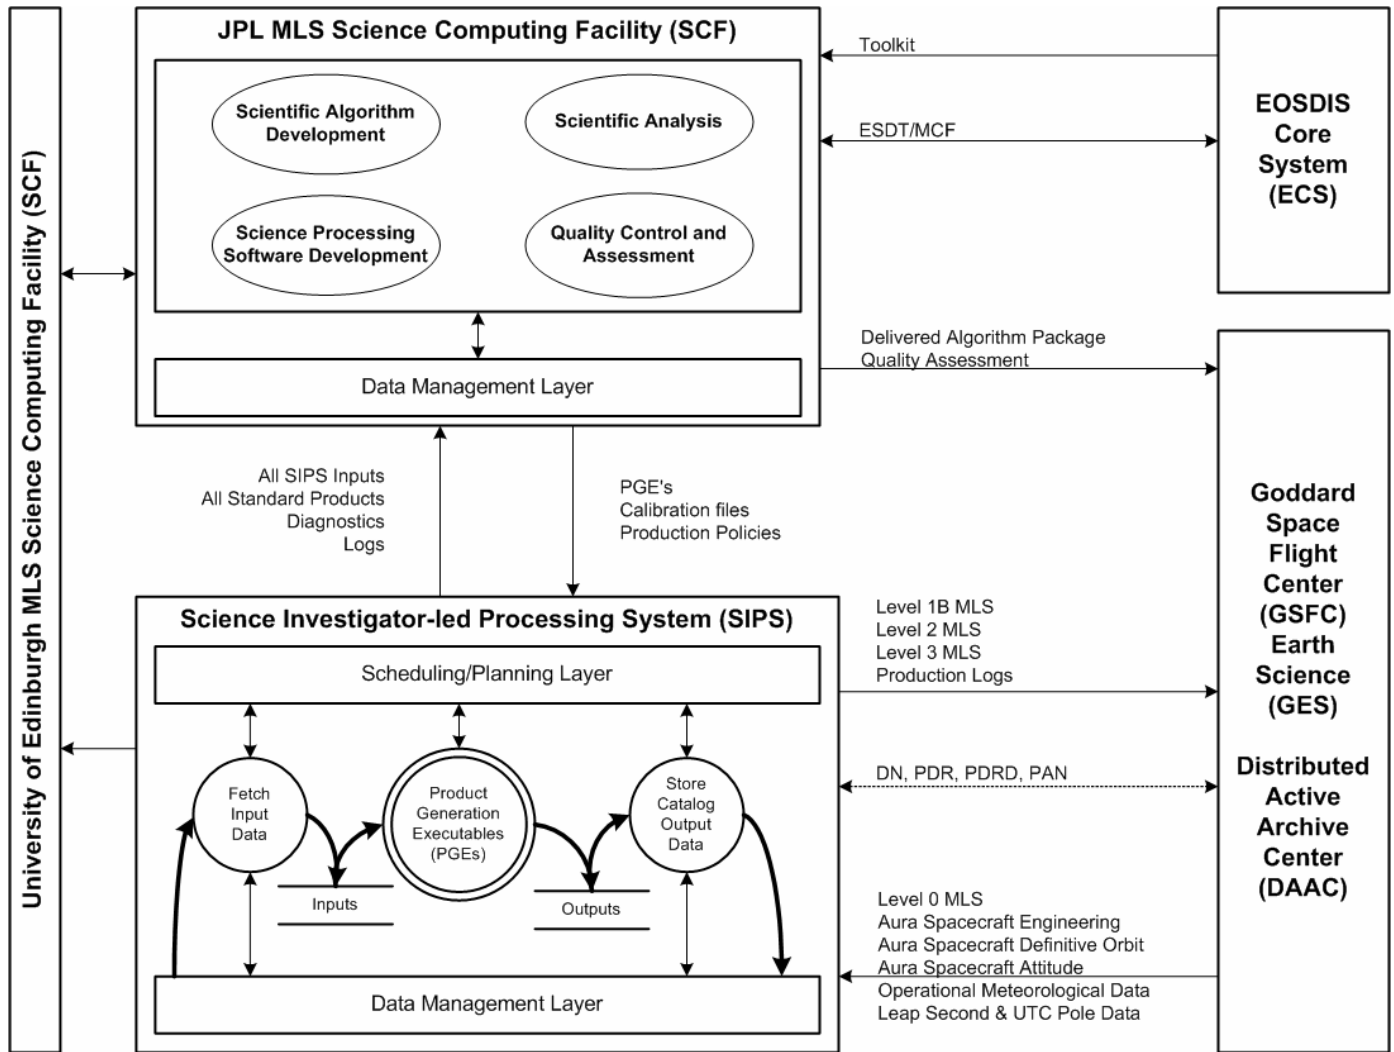 University of Edinburgh MLS Science Computing Facility (SCF)
JPL MLS Science Computing Facility (SCF)
Scientific Algorithm
Development
Scientific Analysis
Science Processing
Software Development
Quality Control and
Assessment
Data Management Layer
Toolkit
ESDT/MCF
EOSDIS
Core
System
(ECS)
Delivered Algorithm Package
Quality Assessment
All SIPS Inputs
All Standard Products
Diagnostics
Logs
PGE's
Calibration files
Production Policies
Science Investigator-led Processing System (SIPS)
Scheduling/Planning Layer
Fetch
Input
Data
Product
Generation
Executables
(PGEs)
Store
Catalog
Output
Data
Inputs
Outputs
Data Management Layer
Level 1B MLS
Level 2 MLS
Level 3 MLS
Production Logs
DN, PDR, PDRD, PAN
Level 0 MLS
Aura Spacecraft Engineering
Aura Spacecraft Definitive Orbit
Aura Spacecraft Attitude
Operational Meteorological Data
Leap Second & UTC Pole Data
Goddard
Space
Flight
Center
(GSFC)
Earth
Science
(GES)
Distributed
Active
Archive
Center
(DAAC)